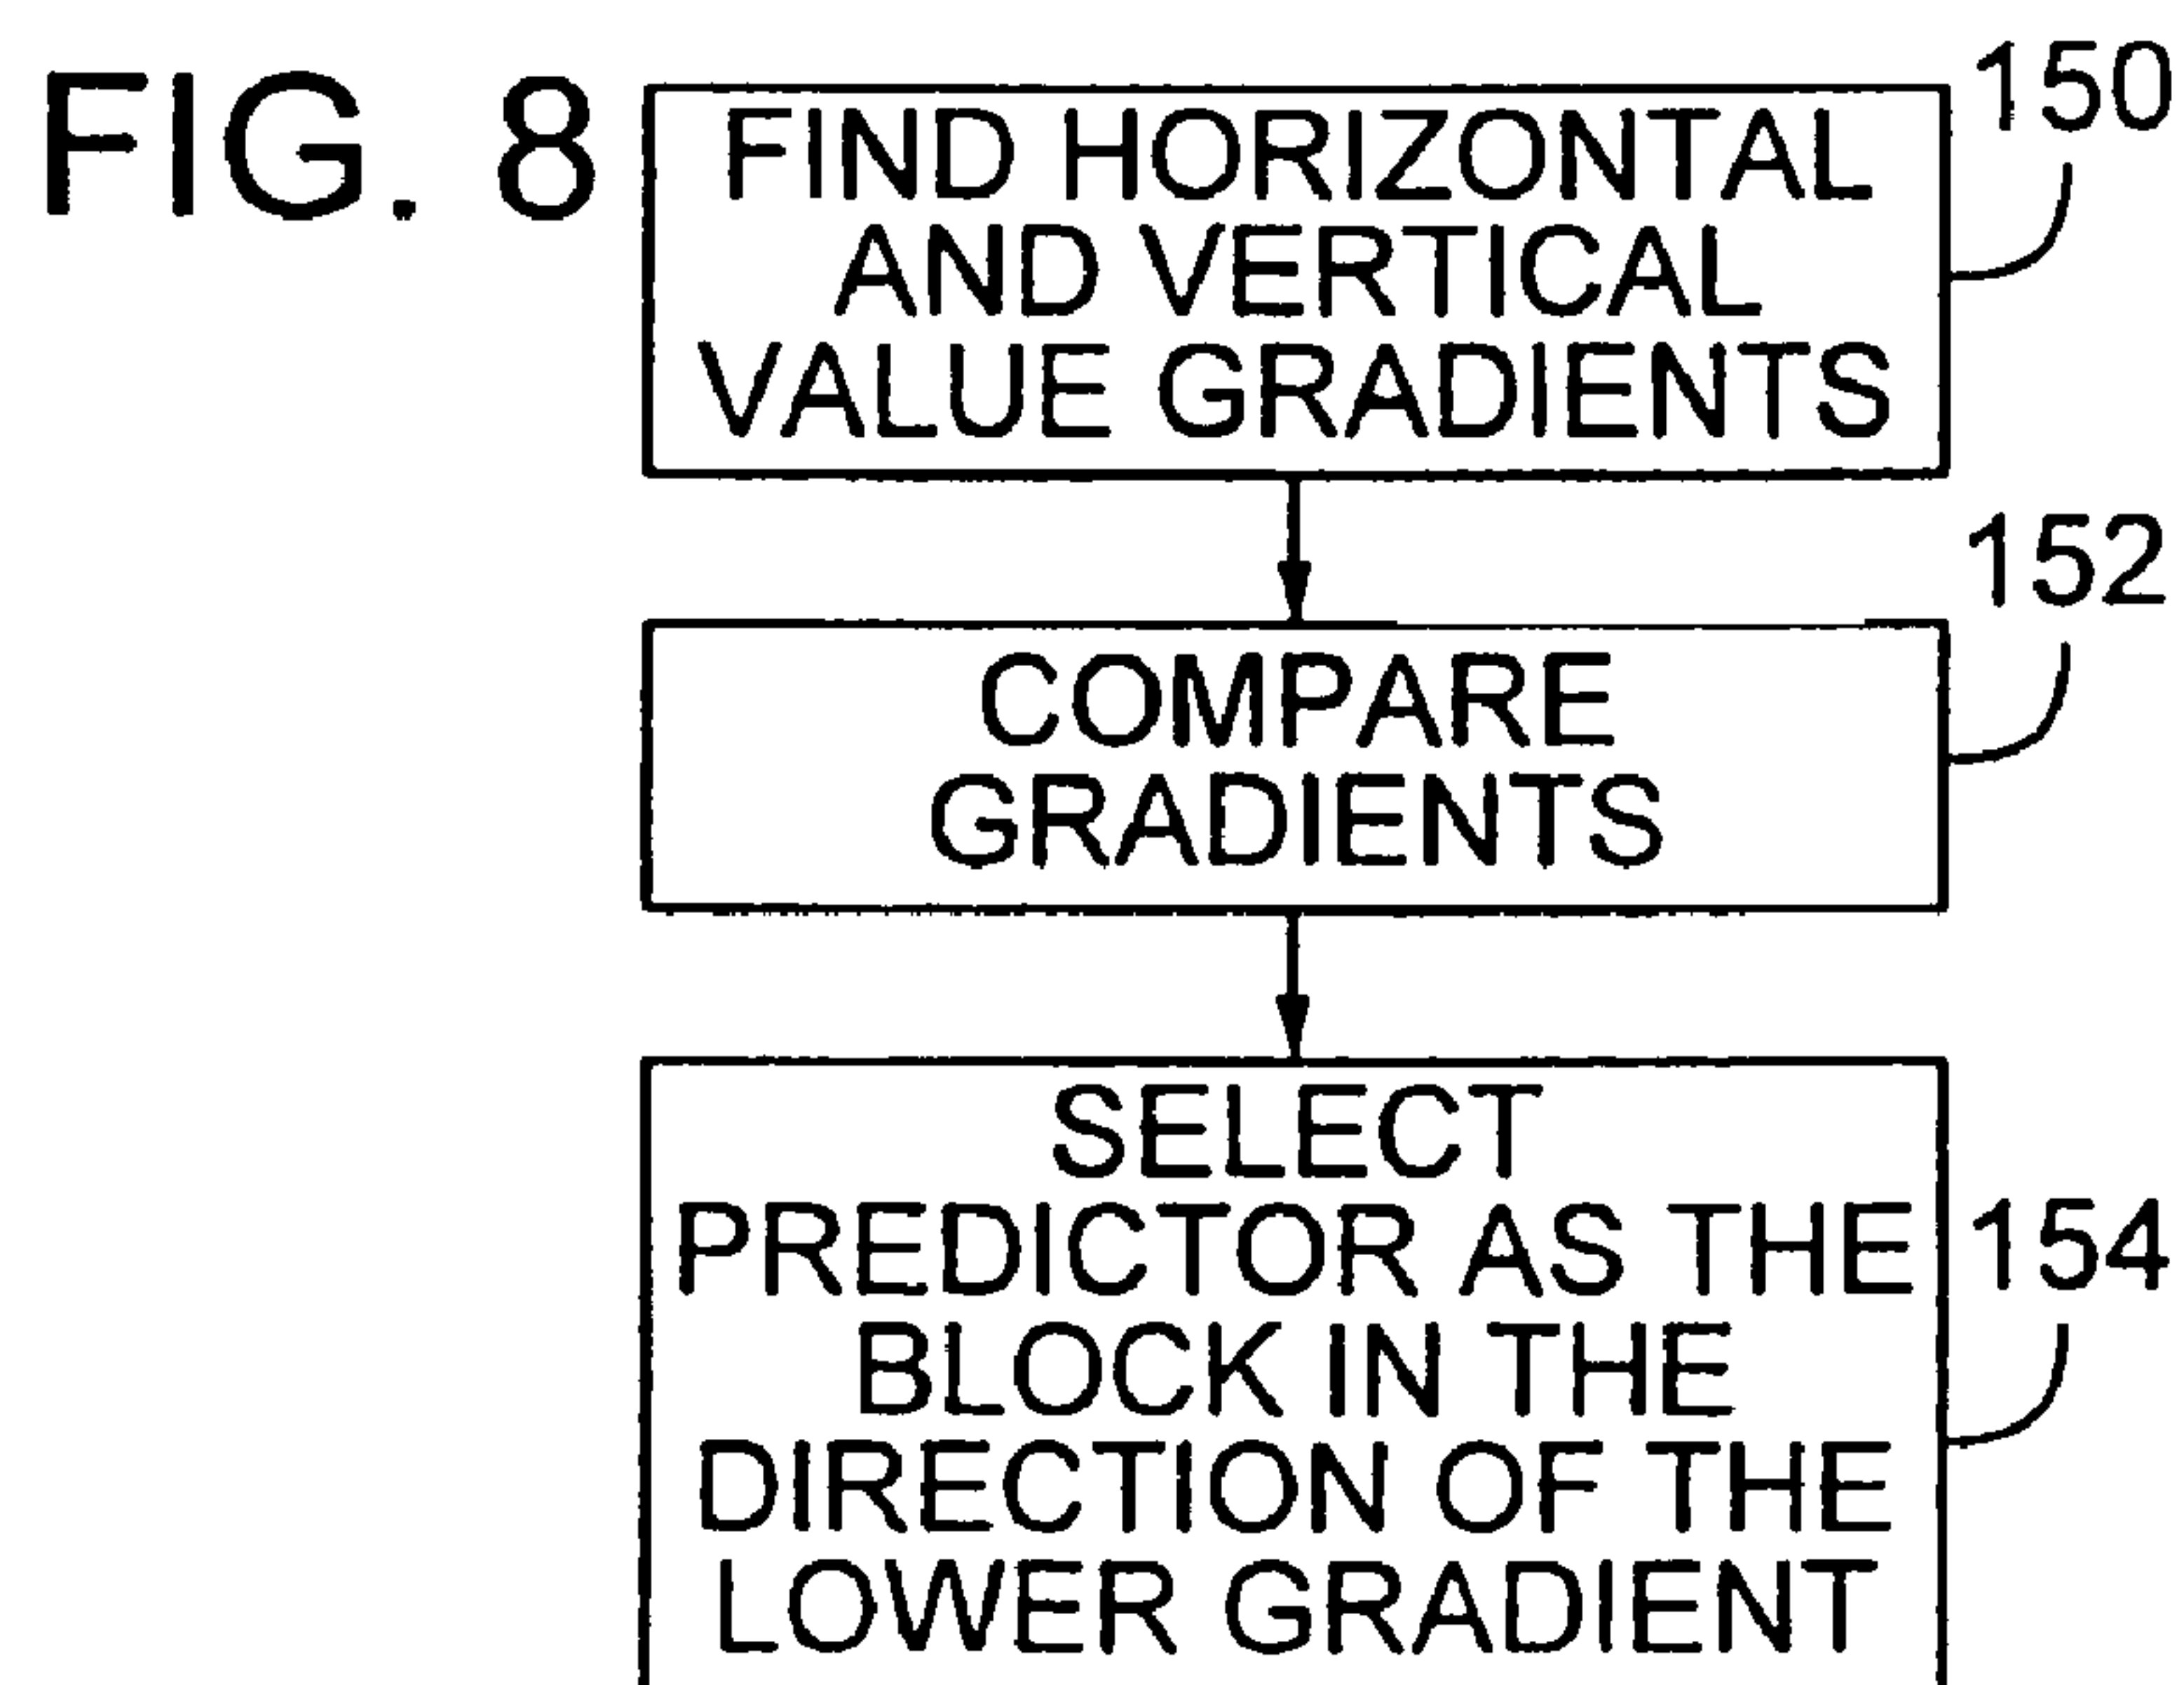 FIG. 8
150
FIND HORIZONTAL
AND VERTICAL
VALUE GRADIENTS
152
COMPARE
GRADIENTS
SELECT
PREDICTOR AS THE
154
BLOCK IN THE
DIRECTION OF THE
LOWER GRADIENT